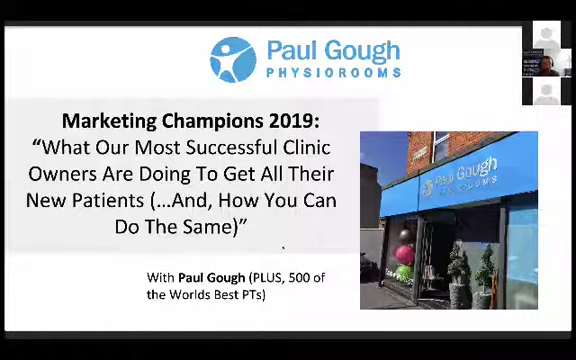 Paul Gough
PHYSIOROOMS
Marketing Champions 2019:
“What Our Most Successful Clinic
Owners Are Doing To Get All Their
New Patients (…And, How You Can
Do The Same)”
Paul Gough
With Paul Gough (PLUS, 500 of
the Worlds Best PTs)